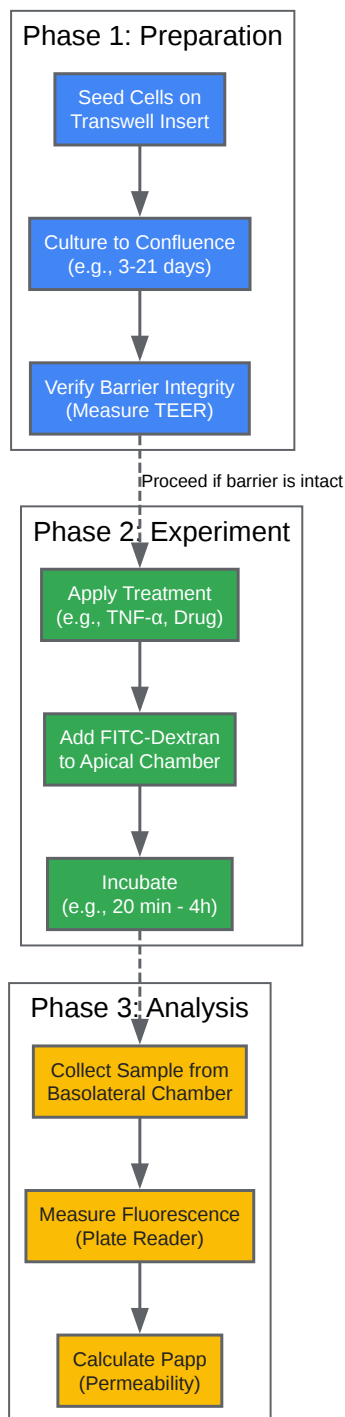 Phase 1: Preparation
Seed Cells on
Transwell Insert
Culture to Confluence
(e.g., 3-21 days)
Verify Barrier Integrity
(Measure TEER)
Proceed if barrier is intact
Phase 2: Experiment
Apply Treatment
(e.g., TNF-α, Drug)
Add FITC-Dextran
to Apical Chamber
Incubate
(e.g., 20 min - 4h)
Phase 3: Analysis
Collect Sample from
Basolateral Chamber
Measure Fluorescence
(Plate Reader)
Calculate Papp
(Permeability)